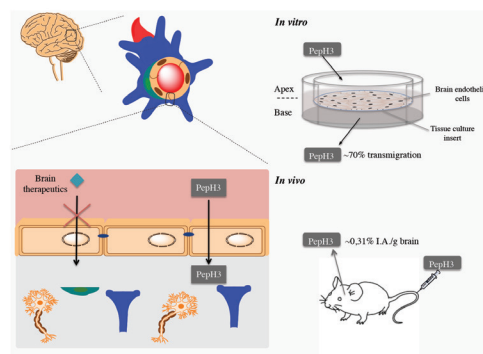 In vitro
PepH3
Apex
Base
Brain endotheli
cells
Tissue culture
insert
PepH3 ~70% transmigration
In vivo
Brain
therapeutics
PepH3
PepH3
PepH3 ~0,31% I.A./g brain
PepH3